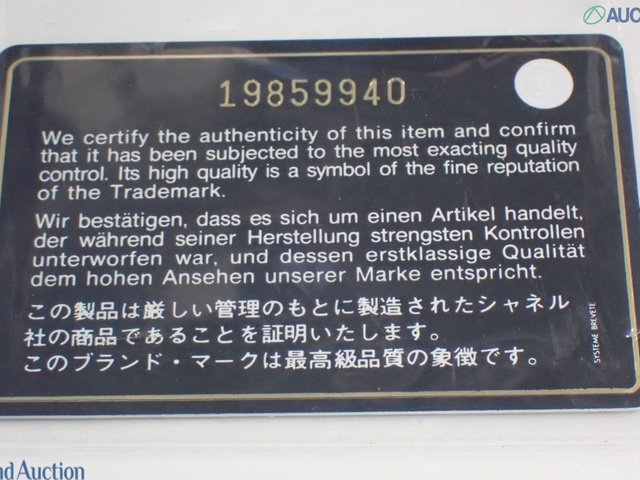 AUC
19859940
We certify the authenticity of this item and confirm
that it has been subjected to the most exacting quality
control. Its high quality is a symbol of the fine reputation
of the Trademark.
Wir bestätigen, dass es sich um einen Artikel handelt,
der während seiner Herstellung strengsten Kontrollen
unterworfen war, und dessen erstklassige Qualität
dem hohen Ansehen unserer Marke entspricht.
この製品は厳しい管理のもとに製造されたシャネル
社の商品であることを証明いたします。
このブランド・マークは最高級品質の象徴です。
SYSTEME BREVETE
nd Auction